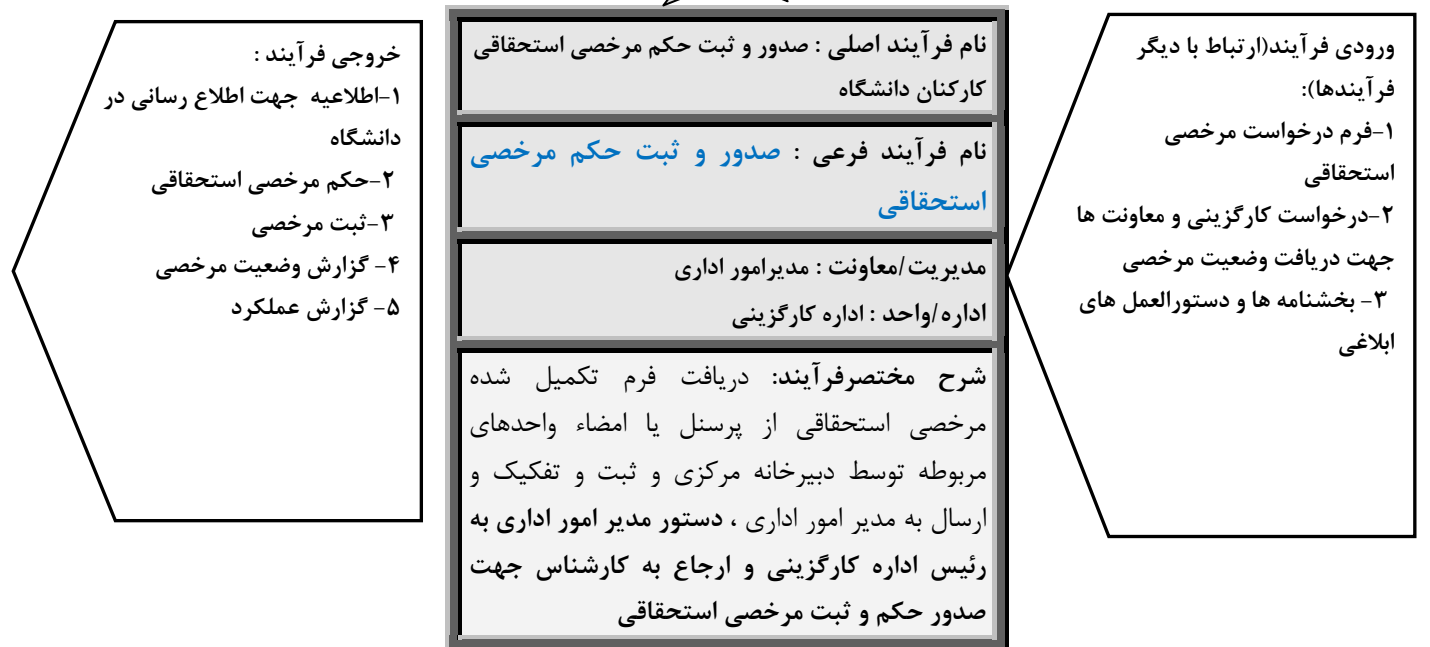 ورودی فرآیند(ارتباط با دیگر
فرآیندها):
۱-فرم درخواست مرخصی
استحقاقی
۲-درخواست کارگزینی و معاونت ها
جهت دریافت وضعیت مرخصی
۳- بخشنامه ها و دستورالعمل های
ابلاغی
نام فرآیند اصلی : صدور و ثبت حکم مرخصی استحقاقی
کارکنان دانشگاه
نام فرآیند فرعی : صدور و ثبت حکم مرخصی
استحقاقی
مدیریت/معاونت : مدیرامور اداری
اداره/واحد : اداره کارگزینی
شرح مختصرفرآیند: دریافت فرم تکمیل شده
مرخصی استحقاقی از پرسنل یا امضاء واحدهای
مربوطه توسط دبیرخانه مرکزی و ثبت و تفکیک و
ارسال به مدیر امور اداری ، دستور مدیر امور اداری به
رئیس اداره کارگزینی و ارجاع به کارشناس جهت
صدور حکم و ثبت مرخصی استحقاقی
خروجی فرآیند :
۱-اطلاعیه جهت اطلاع رسانی در
دانشگاه
۲-حکم مرخصی استحقاقی
۳-ثبت مرخصی
۴- گزارش وضعیت مرخصی
۵- گزارش عملکرد